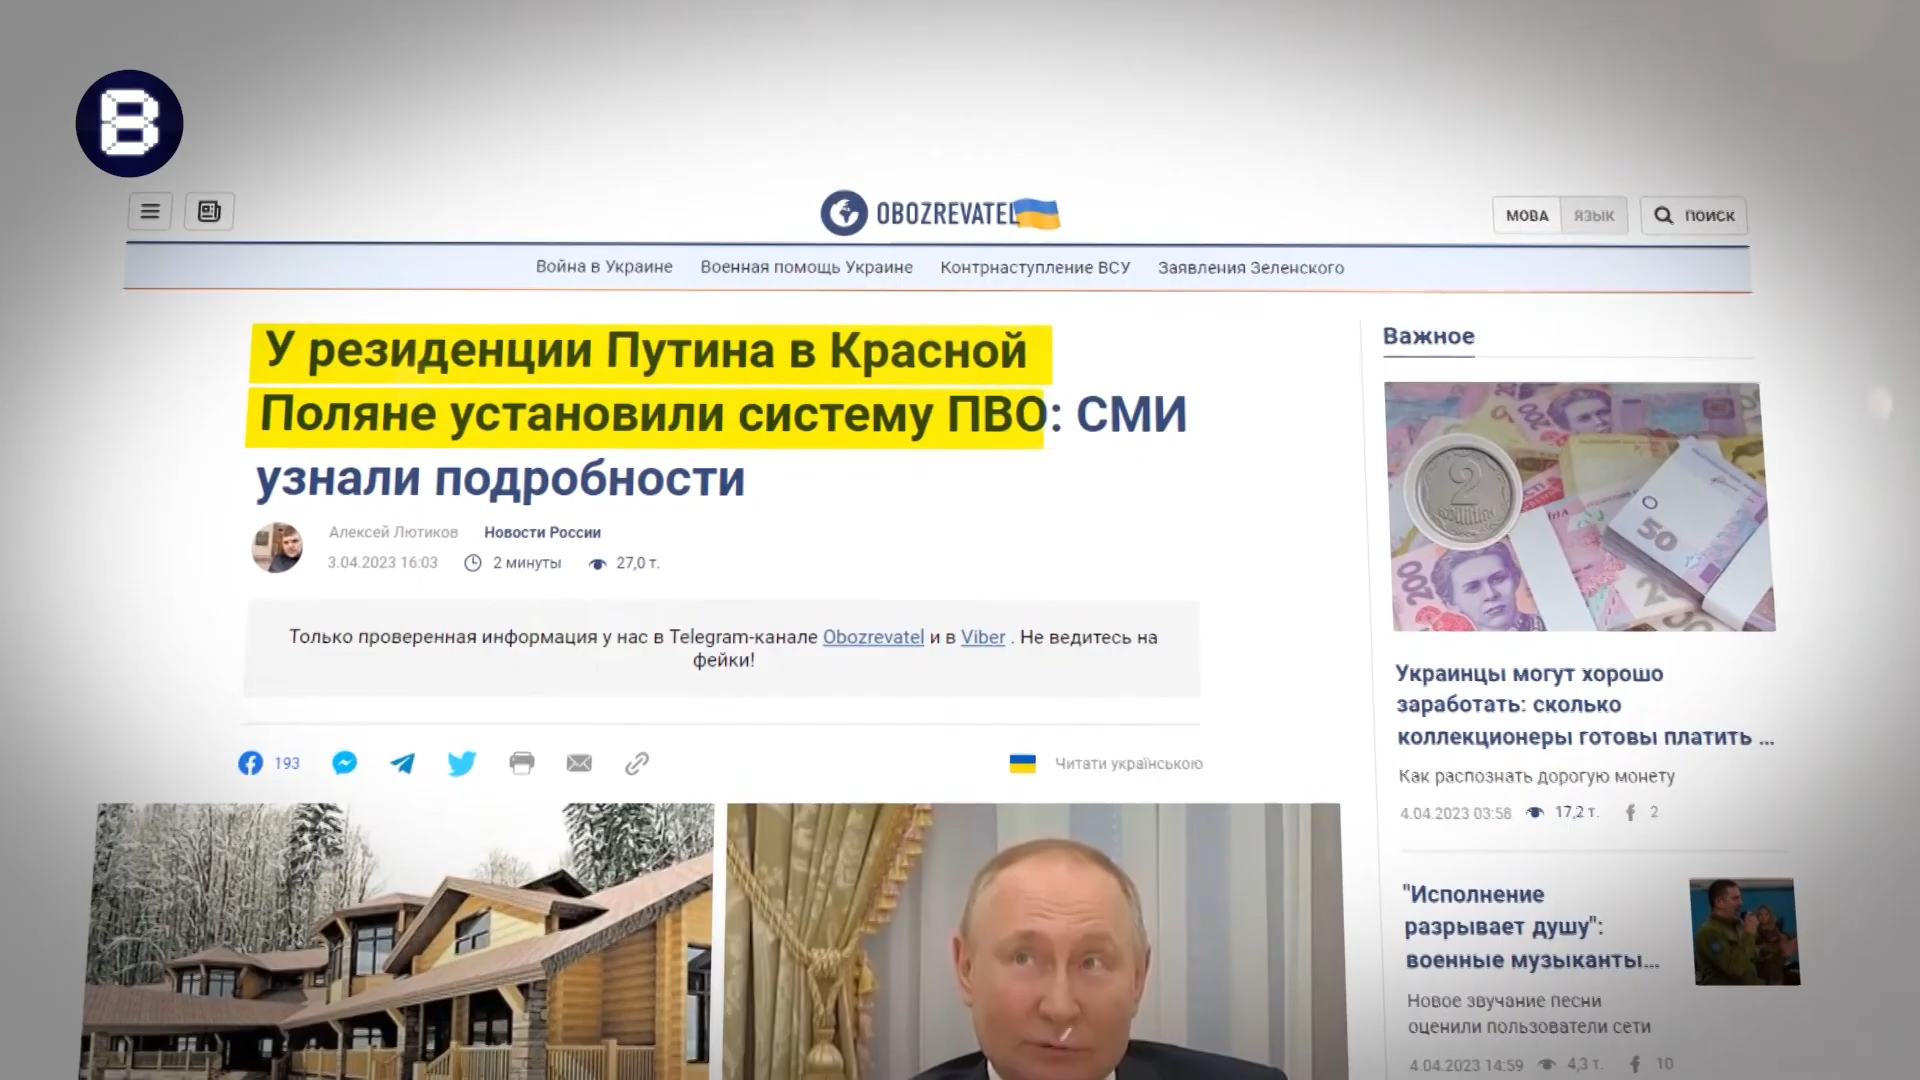 B
OBOZREVATEL
МОВА ЯЗЫК ПОИСК
Война в Украине Военная помощь Украине Контрнаступление ВСУ Заявления Зеленского
У резиденции Путина в Красной
Поляне установили систему ПВО: СМИ
узнали подробности
Алексей Лютиков Новости России
3.04.2023 16:03 2 минуты 27,0 т.
Только проверенная информация у нас в Telegram-канале Obozrevatel и в Viber . Не ведитесь на
фейки!
193
Читати українською
Важное
2
50
200
Украинцы могут хорошо
заработать: сколько
коллекционеры готовы платить ...
Как распознать дорогую монету
4.04.2023 03:58 17,2 т. 2
"Исполнение
разрывает душу":
военные музыканты...
Новое звучание песни
оценили пользователи сети
4.04.2023 14:59 4,3 т. 10